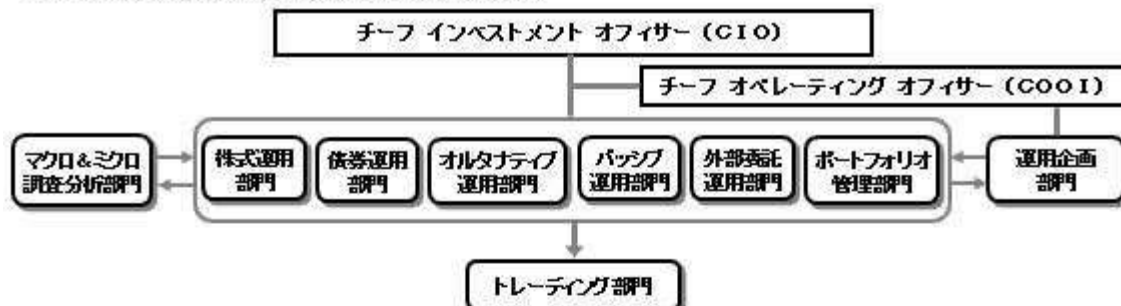 チーフ インベストメント オフィサー (CIO)
チーフ オペレーティング オフィサー (COOI)
マクロ&ミクロ
調査分析部門
株式運用
部門
債券運用
部門
オルタナティブ
運用部門
パッシブ
運用部門
外部委託
運用部門
ポートフォリオ
管理部門
運用企画
部門
トレーディング部門